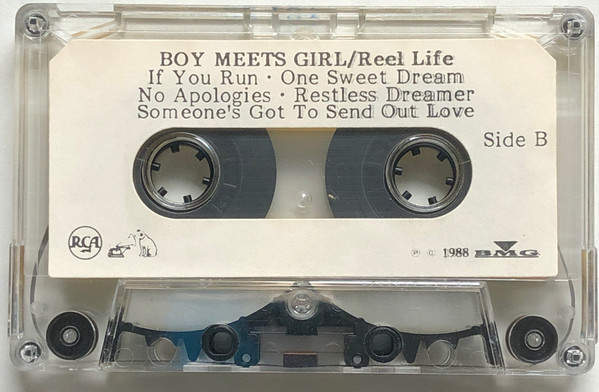 BOY MEETS GIRL/Reel Life
If You Run · One Sweet Dream
No Apologies · Restless Dreamer
Someone's Got To Send Out Love
Side B
RCA
Ⓟ © 1988 BMG